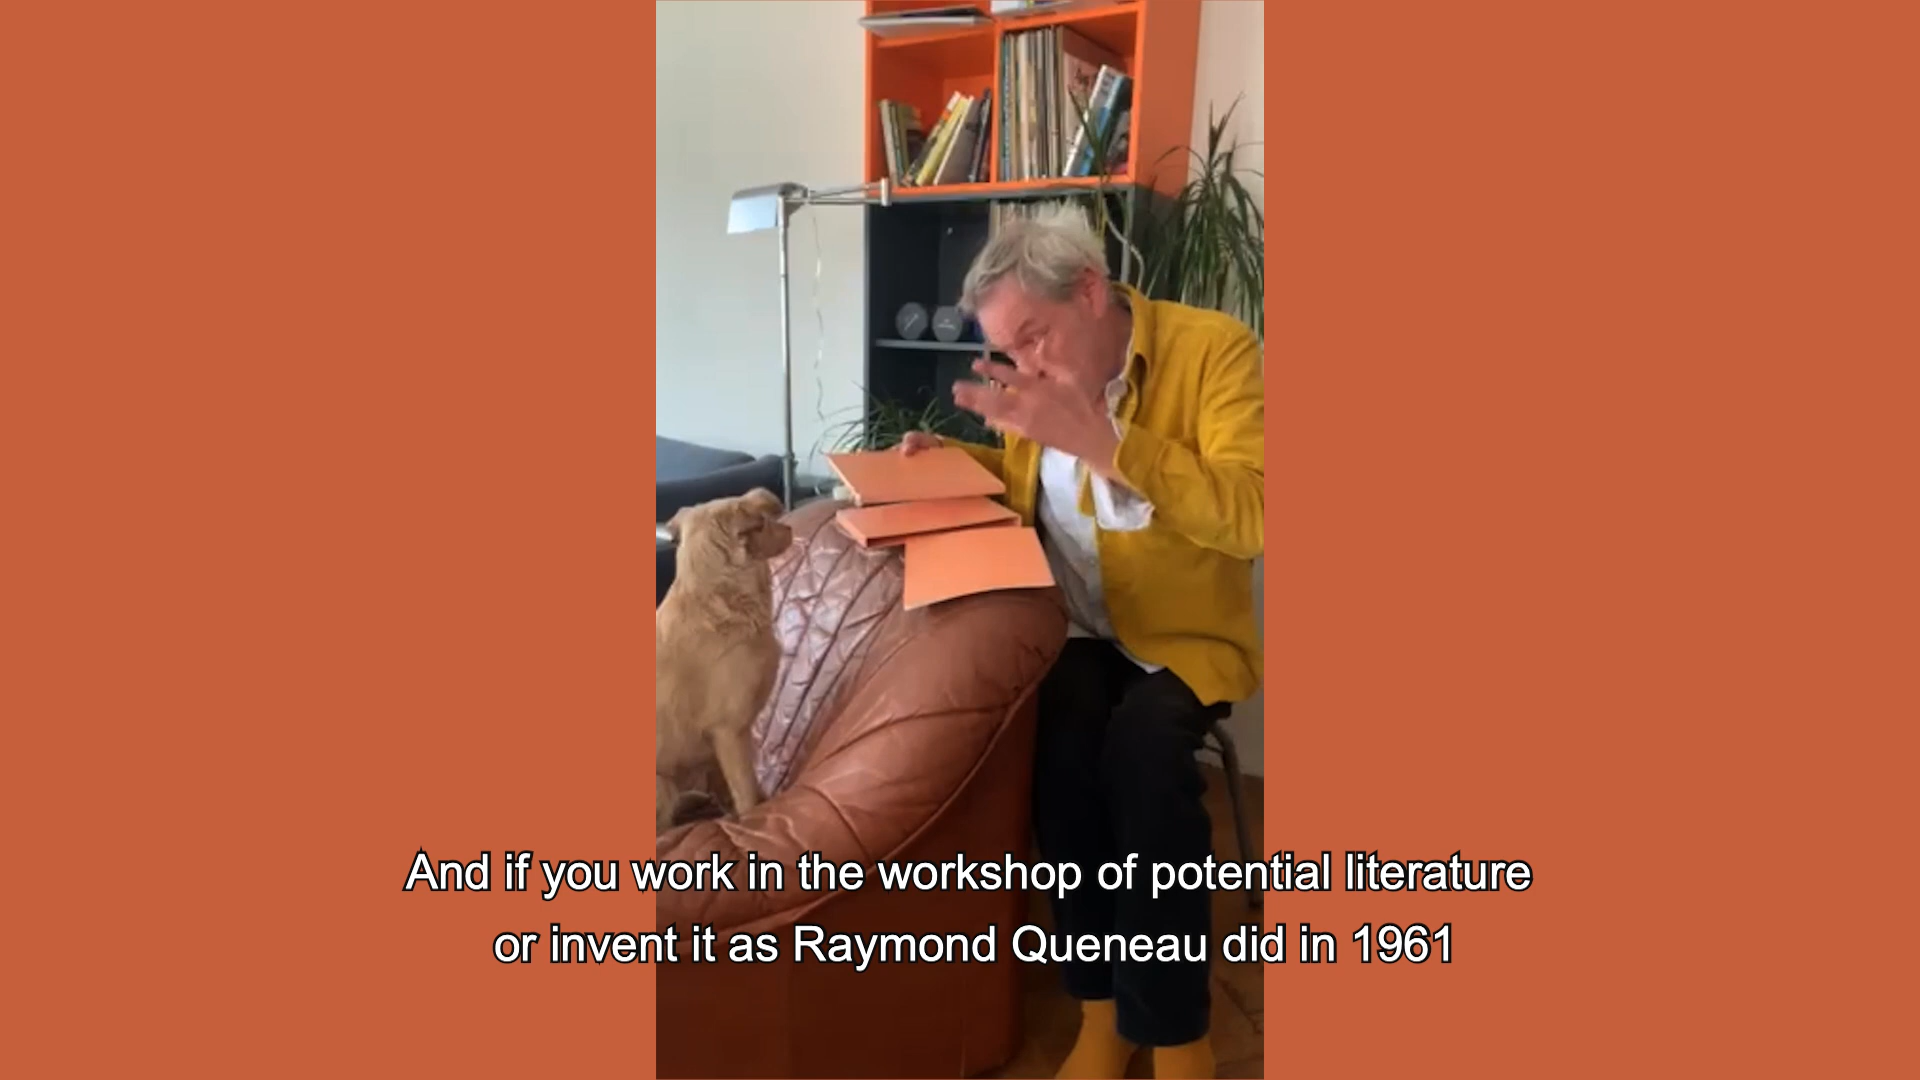 And if you work in the workshop of potential literature
or invent it as Raymond Queneau did in 1961